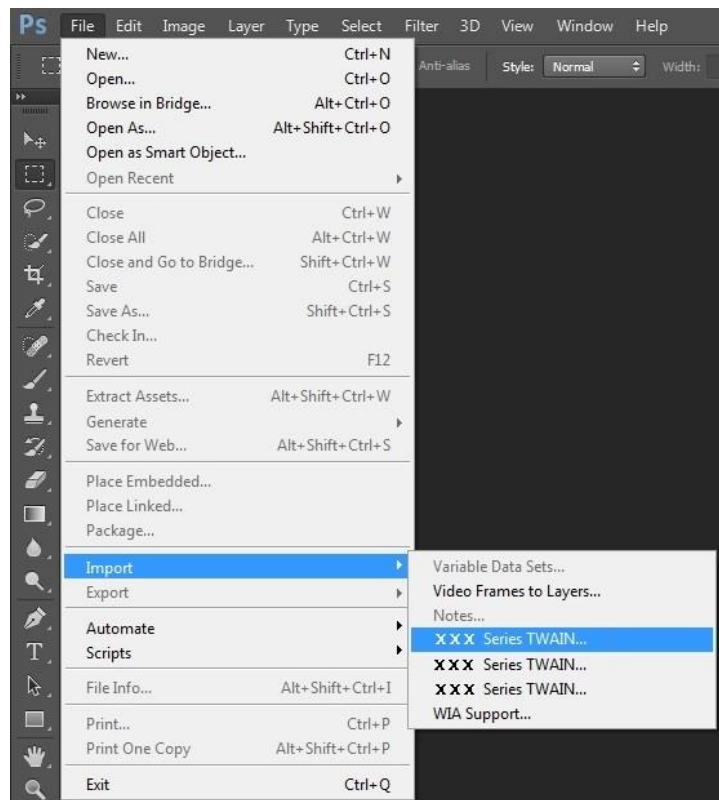 Ps File Edit Image Layer Type Select Filter 3D View Window Help
Anti-alias Style: Normal Width:
New... Ctrl+N
Open... Ctrl+O
Browse in Bridge... Alt+Ctrl+O
Open As... Alt+Shift+Ctrl+O
Open as Smart Object...
Open Recent
Close Ctrl+W
Close All Alt+Ctrl+W
Close and Go to Bridge... Shift+Ctrl+W
Save Ctrl+S
Save As... Shift+Ctrl+S
Check In...
Revert F12
Extract Assets... Alt+Shift+Ctrl+W
Generate
Save for Web... Alt+Shift+Ctrl+S
Place Embedded...
Place Linked...
Package...
Import
Export
Automate
Scripts
File Info... Alt+Shift+Ctrl+I
Print... Ctrl+P
Print One Copy Alt+Shift+Ctrl+P
Exit Ctrl+Q
Variable Data Sets...
Video Frames to Layers...
Notes...
XXX Series TWAIN...
XXX Series TWAIN...
XXX Series TWAIN...
WIA Support...